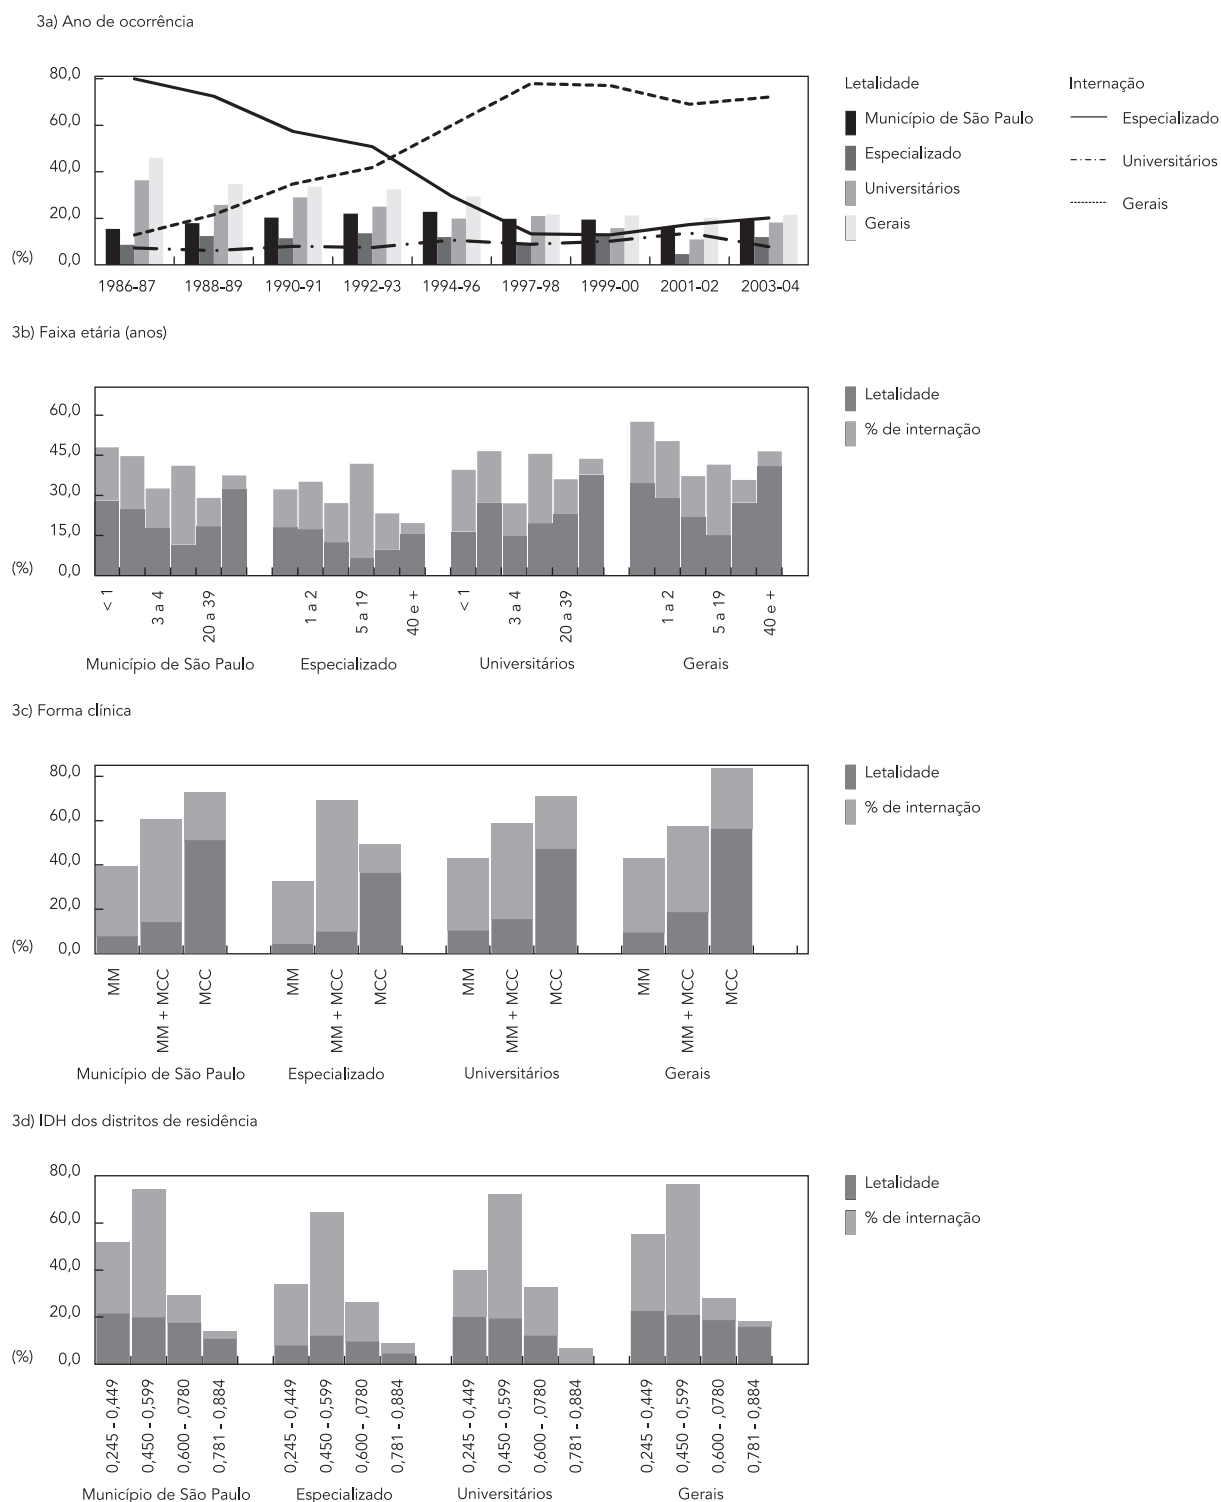 3a) Ano de ocorrência
80,0
60,0
40,0
20,0
(%) 0,0
1986-87 1988-89 1990-91 1992-93 1994-96 1997-98 1999-00 2001-02 2003-04
Letalidade
Município de São Paulo
Especializado
Universitários
Gerais
Internação
Especializado
Universitários
Gerais
3b) Faixa etária (anos)
60,0
45,0
30,0
15,0
(%) 0,0
< 1 3 a 4 20 a 39 1 a 2 5 a 19 40 e + < 1 3 a 4 20 a 39 1 a 2 5 a 19 40 e +
Município de São Paulo Especializado Universitários Gerais
Letalidade
% de internação
3c) Forma clínica
80,0
60,0
40,0
20,0
(%) 0,0
MM MM + MCC MCC MM MM + MCC MCC MM MM + MCC MCC MM MM + MCC MCC
Município de São Paulo Especializado Universitários Gerais
Letalidade
% de internação
3d) IDH dos distritos de residência
80,0
60,0
40,0
20,0
(%) 0,0
0,245 - 0,449 0,450 - 0,599 0,600 - ,0780 0,781 - 0,884 0,245 - 0,449 0,450 - 0,599 0,600 - ,0780 0,781 - 0,884 0,245 - 0,449 0,450 - 0,599 0,600 - ,0780 0,781 - 0,884 0,245 - 0,449 0,450 - 0,599 0,600 - ,0780 0,781 - 0,884
Município de São Paulo Especializado Universitários Gerais
Letalidade
% de internação